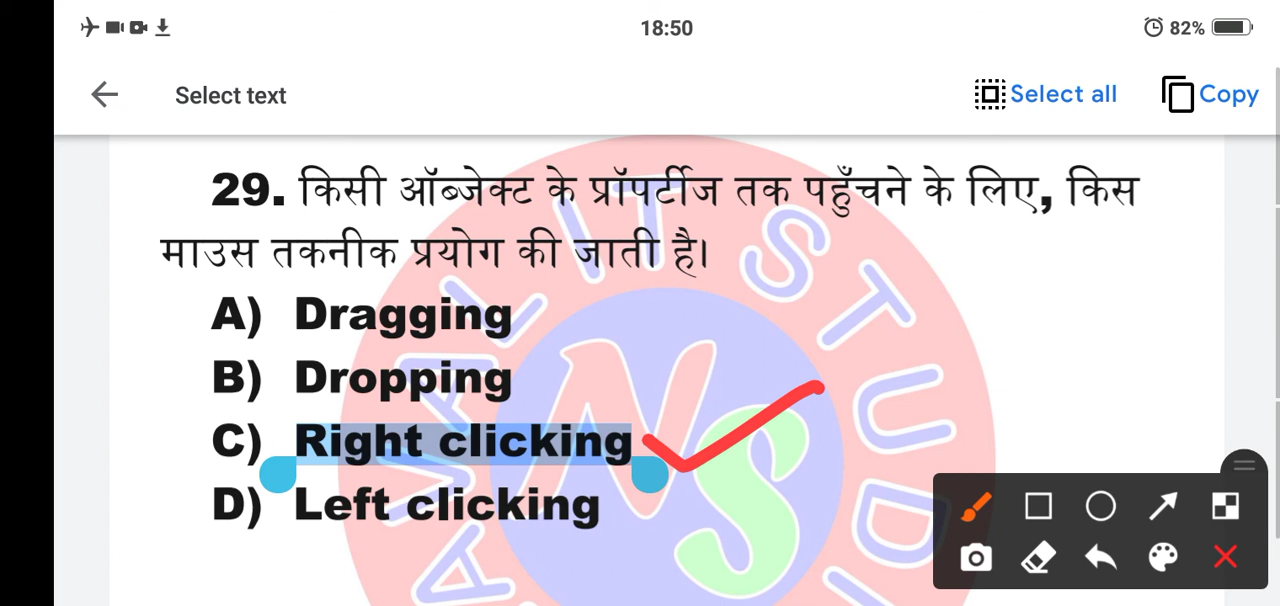 18:50
82%
Select text
Select all
Copy
29. किसी ऑब्जेक्ट के प्रॉपर्टीज तक पहुँचने के लिए, किस
माउस तकनीक प्रयोग की जाती है।
A) Dragging
B) Dropping
C) Right clicking
D) Left clicking
NS